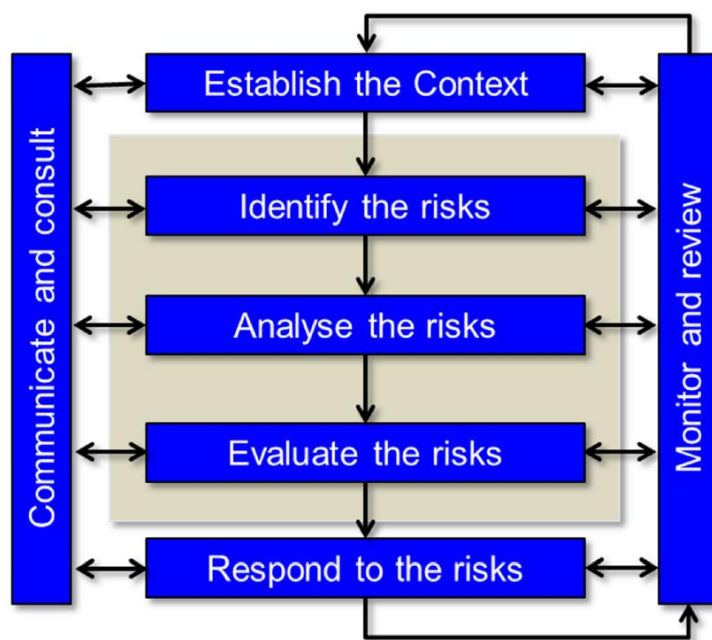 Establish the Context
Communicate and consult
Identify the risks
Analyse the risks
Evaluate the risks
Respond to the risks
Monitor and review